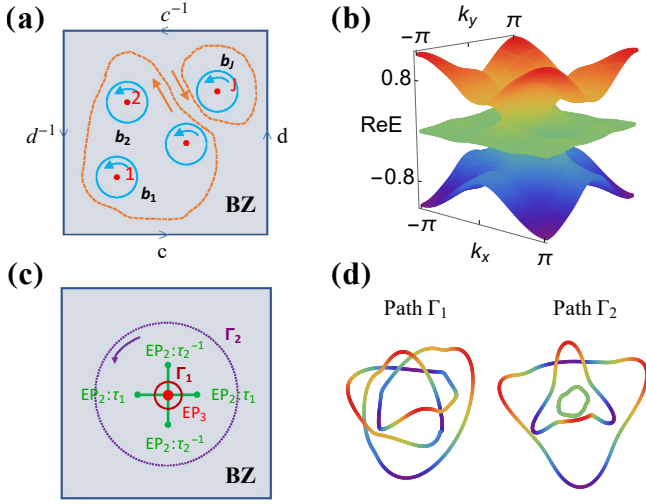 (a)
c⁻¹
b_J
J
2
d⁻¹
b₂
d
1
b₁
BZ
c
(b)
−π
k_y
π
0.8
ReE
−0.8
−π
k_x
π
(c)
Γ₂
EP₂:τ₂⁻¹
Γ₁
EP₂:τ₁
EP₂:τ₁
EP₃
EP₂:τ₂⁻¹
BZ
(d)
Path Γ₁
Path Γ₂